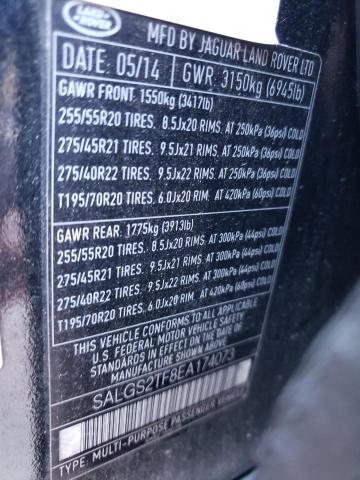 LAND ROVER
MFD BY JAGUAR LAND ROVER LTD
DATE: 05/14 GWR: 3150kg (6945lb)
GAWR FRONT: 1550kg (3417lb)
255/55R20 TIRES, 8.5Jx20 RIMS, AT 250kPa (36psi) COLD
275/45R21 TIRES, 9.5Jx21 RIMS, AT 250kPa (36psi) COLD
275/40R22 TIRES, 9.5Jx22 RIMS, AT 250kPa (36psi) COLD
T195/70R20 TIRES, 6.0Jx20 RIM, AT 420kPa (60psi) COLD
GAWR REAR: 1775kg (3913lb)
255/55R20 TIRES, 8.5Jx20 RIMS, AT 300kPa (44psi) COLD
275/45R21 TIRES, 9.5Jx21 RIMS, AT 300kPa (44psi) COLD
275/40R22 TIRES, 9.5Jx22 RIMS, AT 300kPa (44psi) COLD
T195/70R20 TIRES, 6.0Jx20 RIM, AT 420kPa (60psi) COLD
THIS VEHICLE CONFORMS TO ALL APPLICABLE
U.S. FEDERAL MOTOR VEHICLE SAFETY
STANDARDS IN EFFECT ON THE DATE OF
MANUFACTURE SHOWN ABOVE
SALGS2TF8EA174073
TYPE: MULTI-PURPOSE PASSENGER VEHICLE